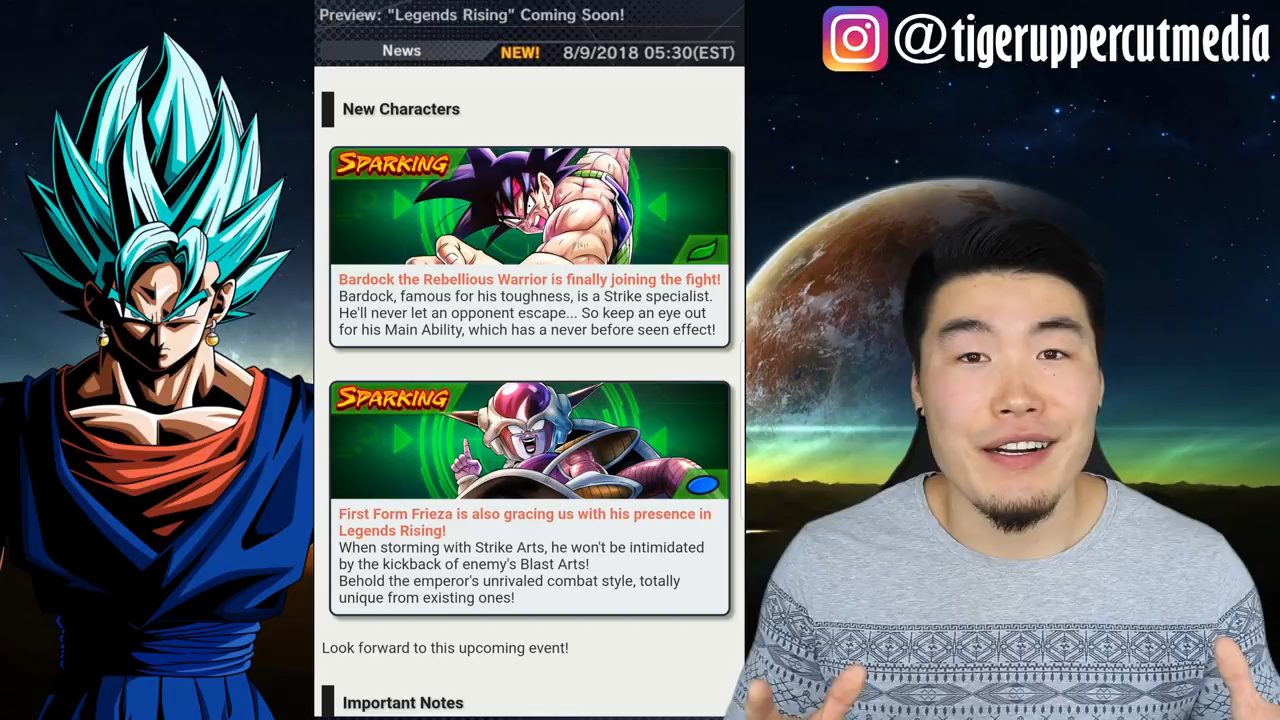 Preview: "Legends Rising" Coming Soon!
News NEW! 8/9/2018 05:30(EST)
@tigeruppercutmedia
New Characters
SPARKING
Bardock the Rebellious Warrior is finally joining the fight!
Bardock, famous for his toughness, is a Strike specialist.
He'll never let an opponent escape... So keep an eye out
for his Main Ability, which has a never before seen effect!
SPARKING
First Form Frieza is also gracing us with his presence in
Legends Rising!
When storming with Strike Arts, he won't be intimidated
by the kickback of enemy's Blast Arts!
Behold the emperor's unrivaled combat style, totally
unique from existing ones!
Look forward to this upcoming event!
Important Notes